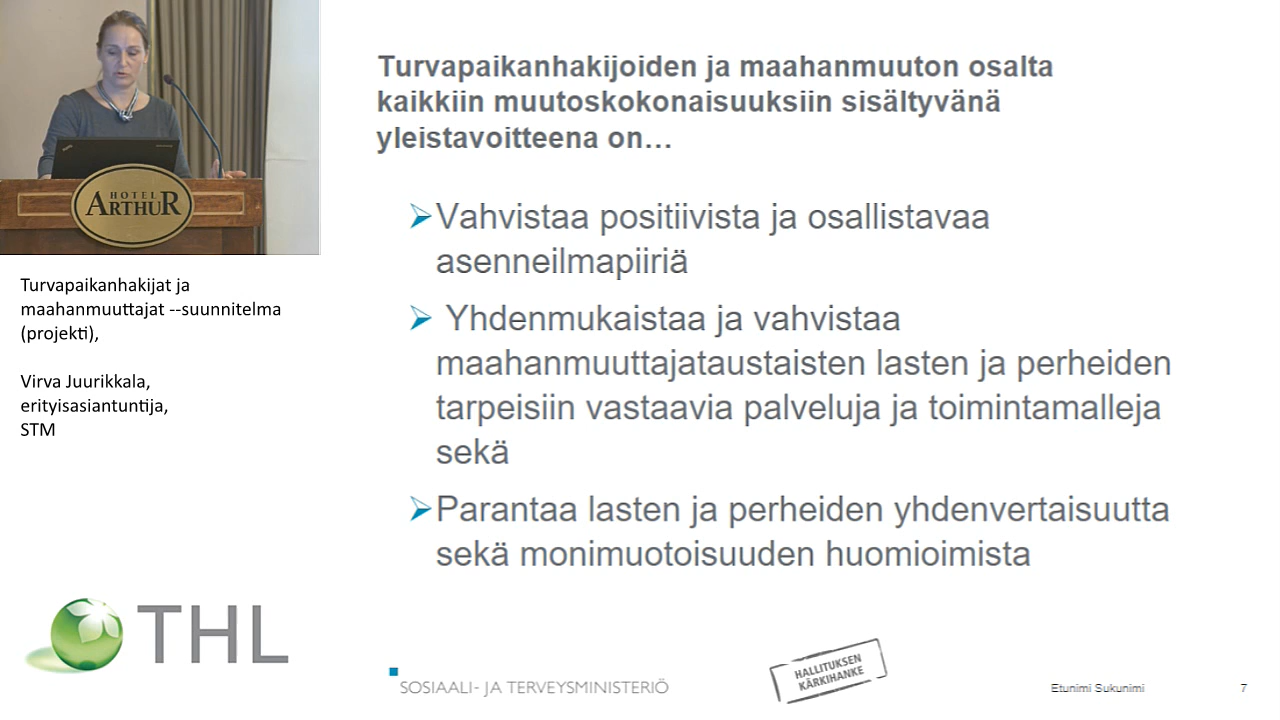 HOTEL
ARTHUR
Turvapaikanhakijat ja
maahanmuuttajat --suunnitelma
(projekti),
Virva Juurikkala,
erityisasiantuntija,
STM
THL
Turvapaikanhakijoiden ja maahanmuuton osalta
kaikkiin muutoskokonaisuuksiin sisältyvänä
yleistavoitteena on…
Vahvistaa positiivista ja osallistavaa
asenneilmapiiriä
Yhdenmukaistaa ja vahvistaa
maahanmuuttajataustaisten lasten ja perheiden
tarpeisiin vastaavia palveluja ja toimintamalleja
sekä
Parantaa lasten ja perheiden yhdenvertaisuutta
sekä monimuotoisuuden huomioimista
SOSIAALI- JA TERVEYSMINISTERIÖ
HALLITUKSEN
KÄRKIHANKE
Etunimi Sukunimi
7